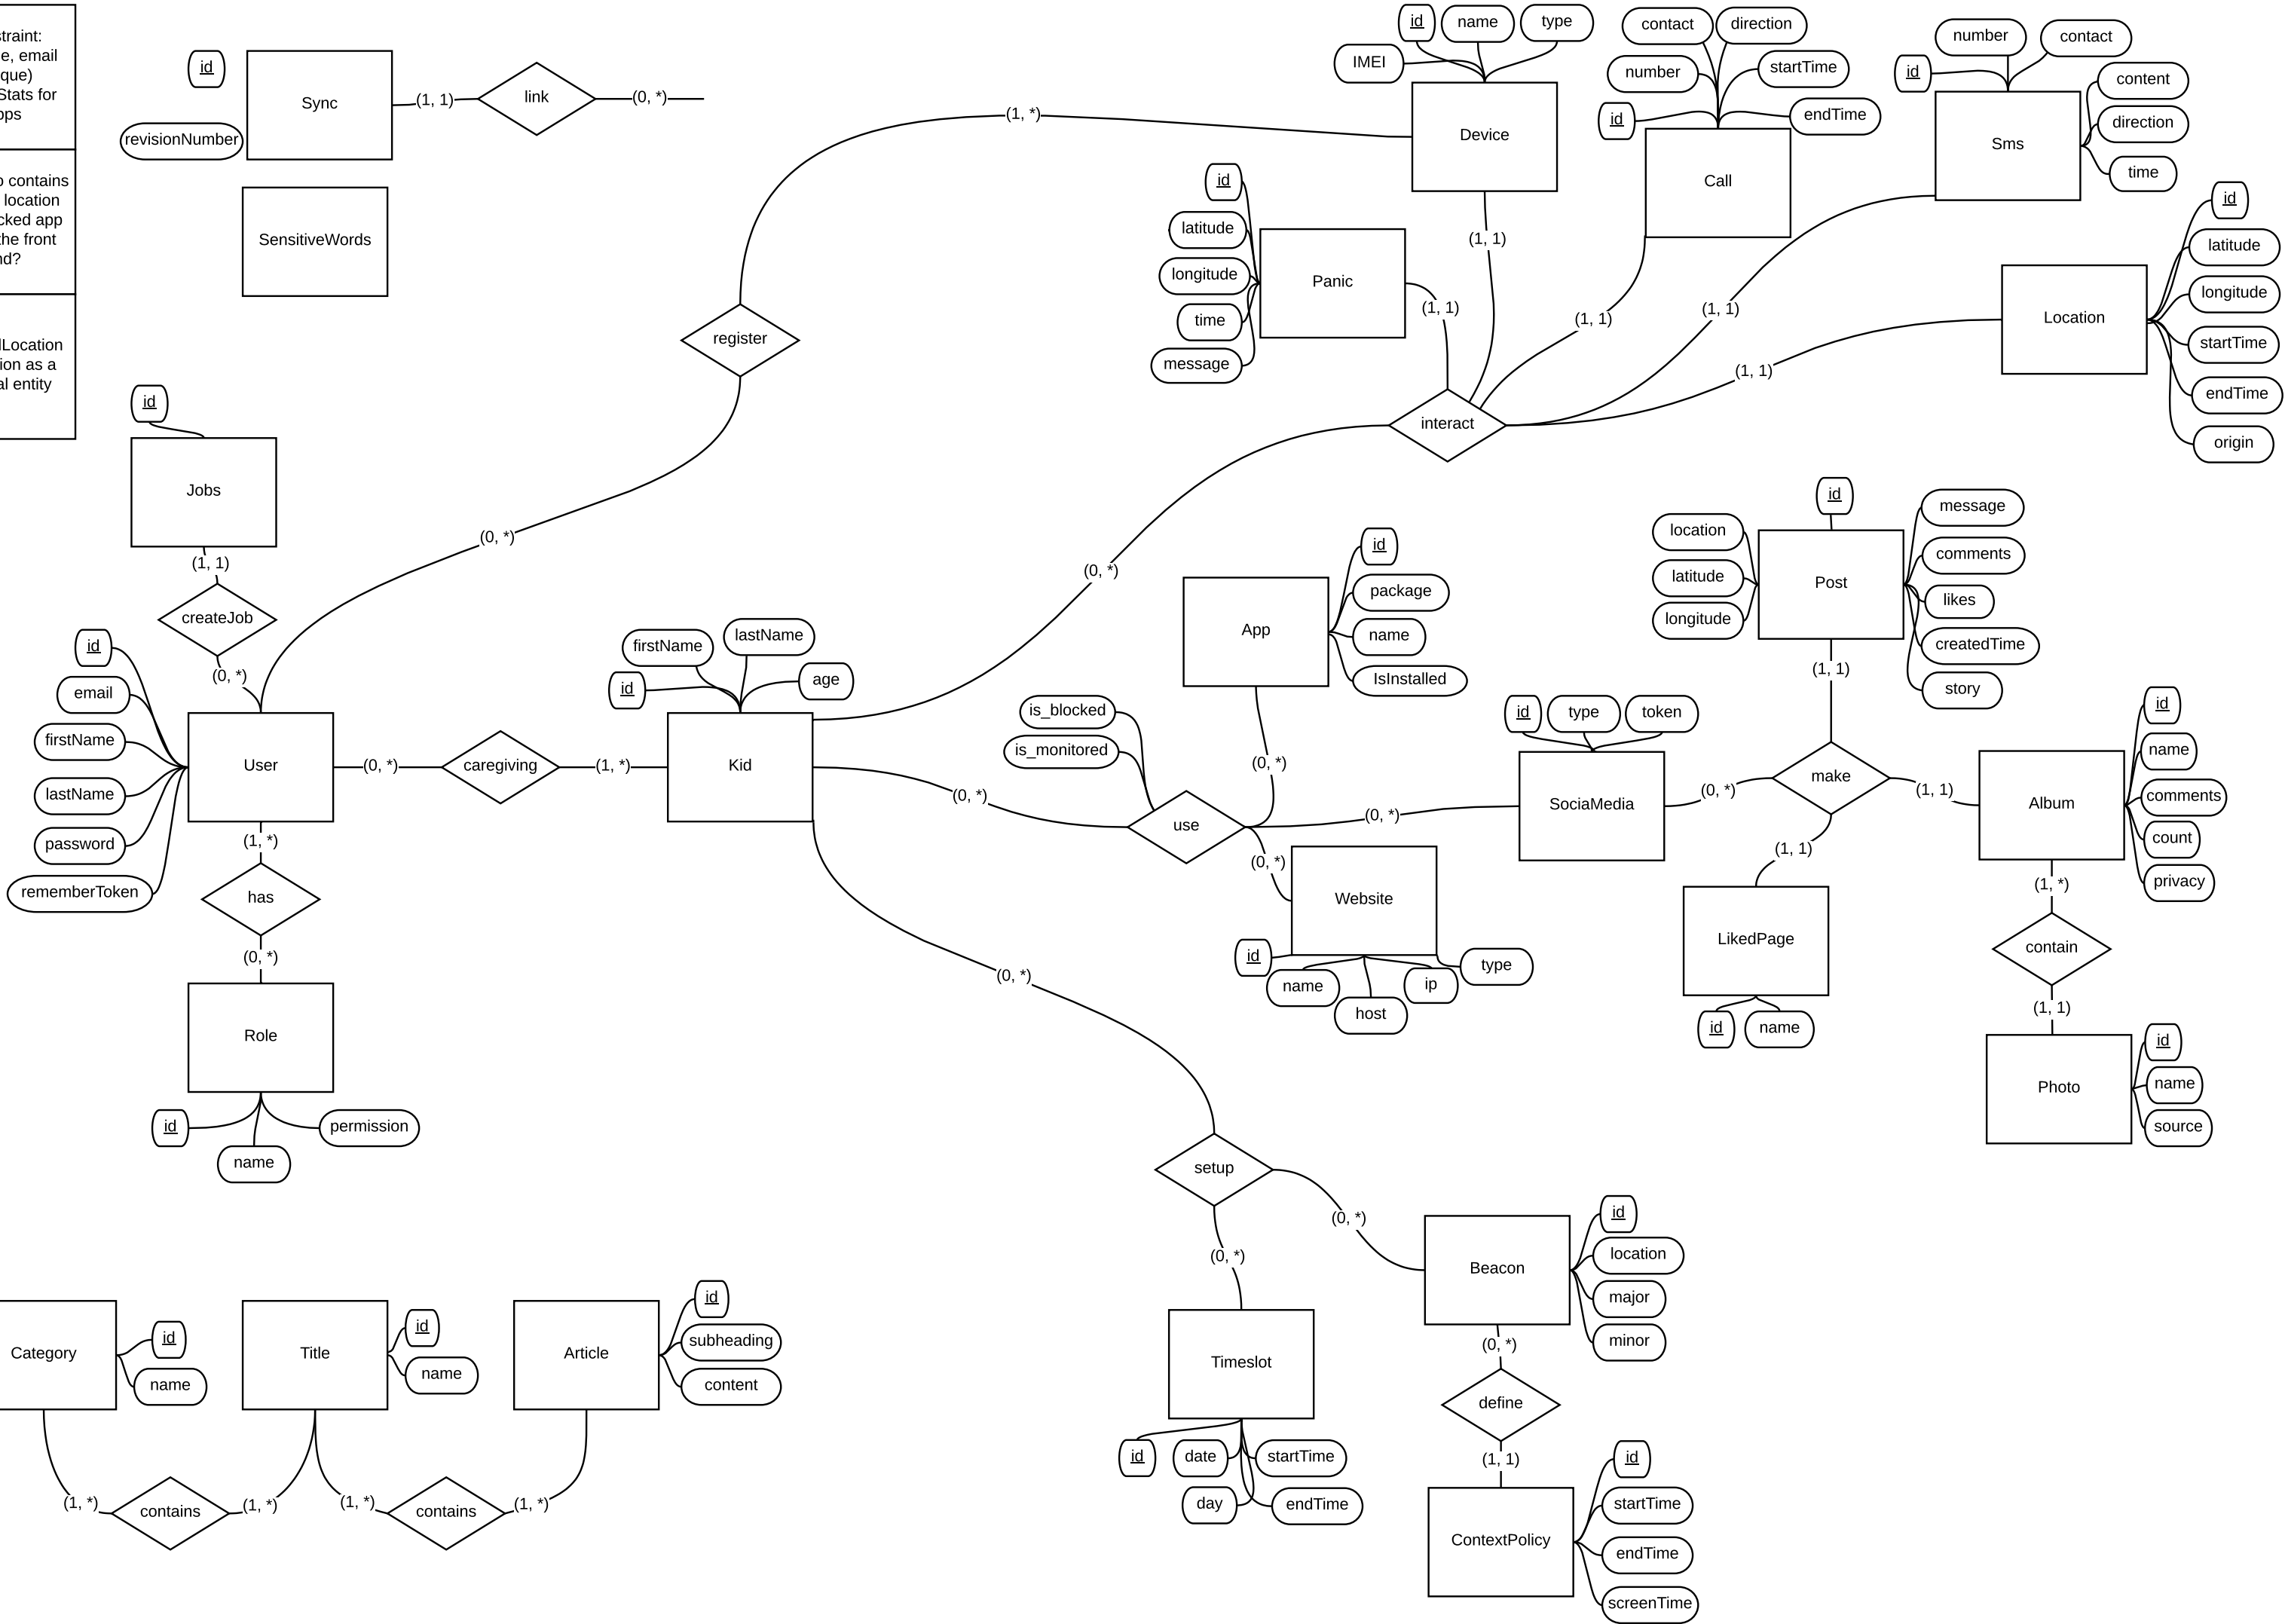 straint:
e, email
que)
Stats for
pps
o contains
location
cked app
the front
nd?
lLocation
ion as a
al entity
id
revisionNumber
Sync
(1, 1)
link
(0, *)
SensitiveWords
(1, *)
register
(0, *)
id
name
type
IMEI
Device
(1, 1)
contact
direction
number
startTime
id
endTime
Call
(1, 1)
number
contact
id
content
direction
time
Sms
(1, 1)
id
latitude
longitude
time
message
Panic
(1, 1)
id
latitude
longitude
startTime
endTime
origin
Location
(1, 1)
interact
(0, *)
id
Jobs
(1, 1)
createJob
(0, *)
id
email
firstName
lastName
password
rememberToken
User
(0, *)
caregiving
(1, *)
firstName
lastName
id
age
Kid
(1, *)
has
(0, *)
Role
id
name
permission
App
id
package
name
IsInstalled
is_blocked
is_monitored
(0, *)
use
(0, *)
(0, *)
(0, *)
Website
id
name
host
ip
type
id
type
token
SociaMedia
(0, *)
make
id
location
latitude
longitude
Post
message
comments
likes
createdTime
story
(1, 1)
(1, 1)
(1, 1)
LikedPage
id
name
Album
id
name
comments
count
privacy
(1, *)
contain
(1, 1)
Photo
id
name
source
(0, *)
setup
(0, *)
(0, *)
Timeslot
id
date
startTime
day
endTime
Beacon
id
location
major
minor
(0, *)
define
(1, 1)
ContextPolicy
id
startTime
endTime
screenTime
Category
id
name
Title
id
name
Article
id
subheading
content
(1, *)
contains
(1, *)
(1, *)
contains
(1, *)